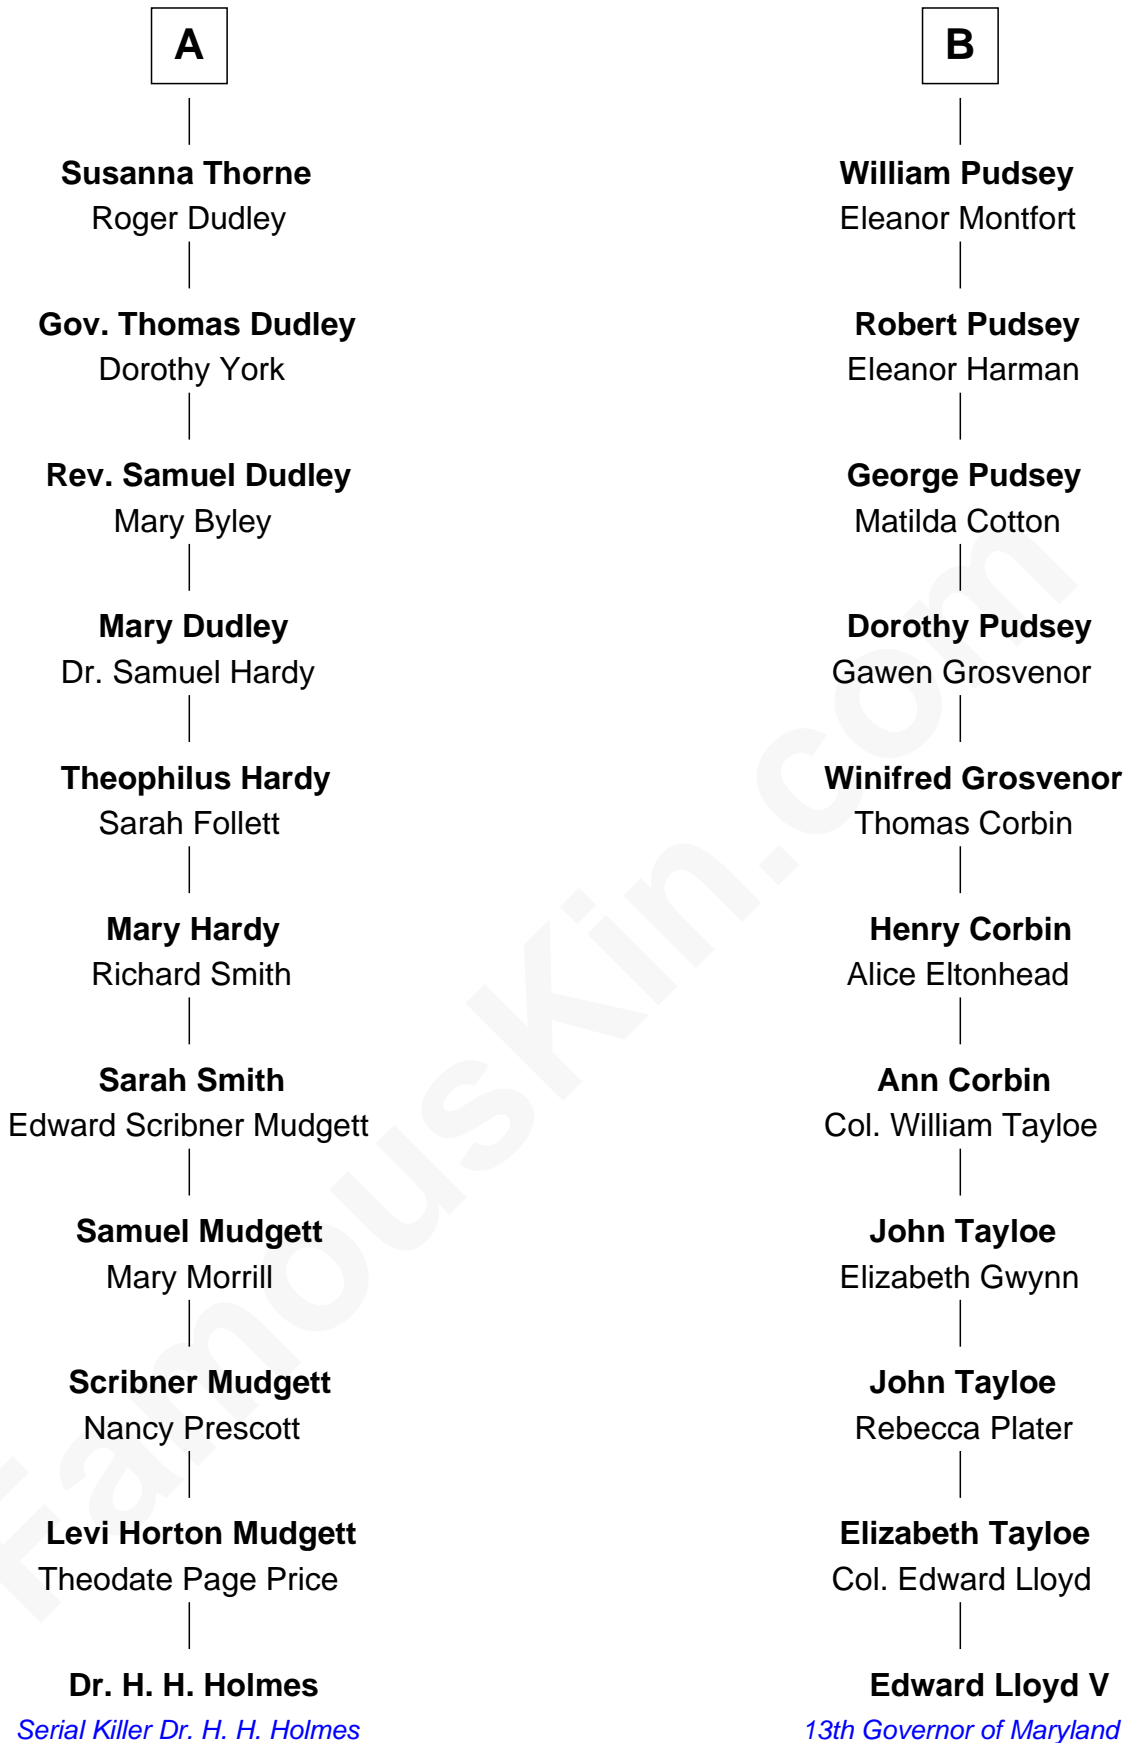 A
Susanna Thorne
Roger Dudley
Gov. Thomas Dudley
Dorothy York
Rev. Samuel Dudley
Mary Byley
Mary Dudley
Dr. Samuel Hardy
Theophilus Hardy
Sarah Follett
Mary Hardy
Richard Smith
Sarah Smith
Edward Scribner Mudgett
Samuel Mudgett
Mary Morrill
Scribner Mudgett
Nancy Prescott
Levi Horton Mudgett
Theodate Page Price
Dr. H. H. Holmes
Serial Killer Dr. H. H. Holmes
B
William Pudsey
Eleanor Montfort
Robert Pudsey
Eleanor Harman
George Pudsey
Matilda Cotton
Dorothy Pudsey
Gawen Grosvenor
Winifred Grosvenor
Thomas Corbin
Henry Corbin
Alice Eltonhead
Ann Corbin
Col. William Tayloe
John Tayloe
Elizabeth Gwynn
John Tayloe
Rebecca Plater
Elizabeth Tayloe
Col. Edward Lloyd
Edward Lloyd V
13th Governor of Maryland
FamousKin.com